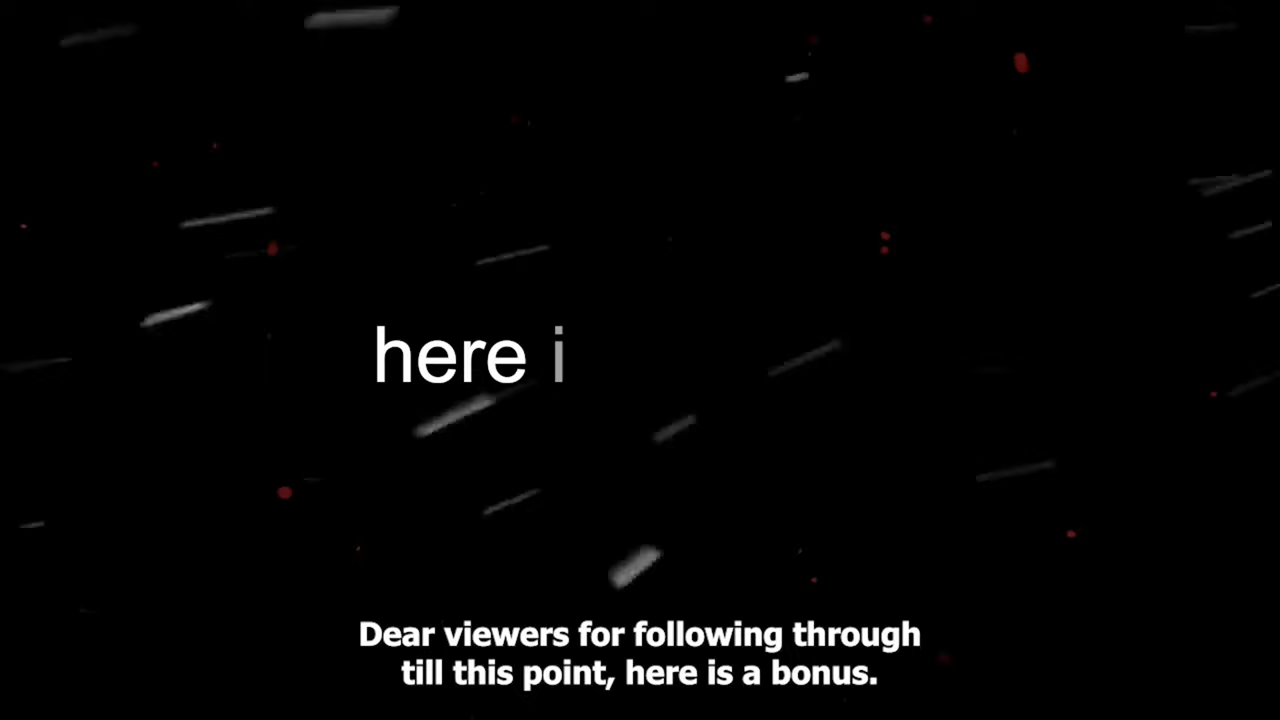 here i
Dear viewers for following through
till this point, here is a bonus.